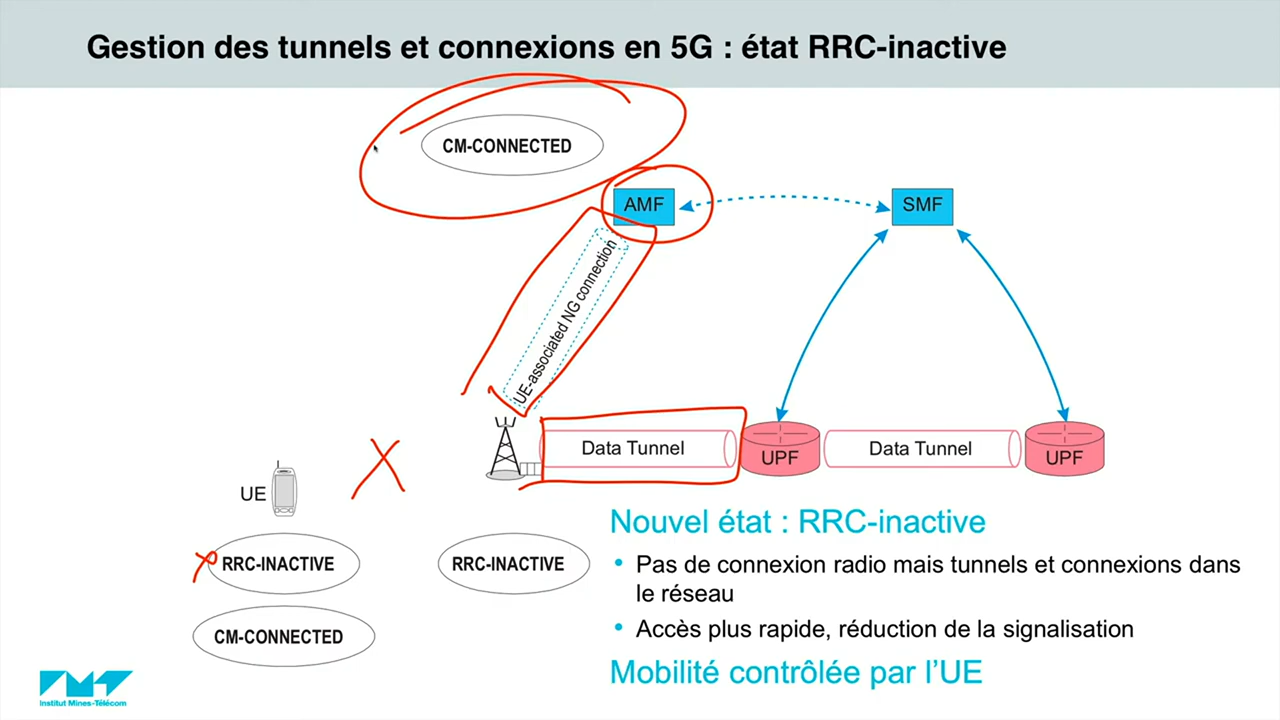 Gestion des tunnels et connexions en 5G : état RRC-inactive
CM-CONNECTED
AMF
SMF
UE-associated NG connection
Data Tunnel
UPF
Data Tunnel
UPF
UE
RRC-INACTIVE
RRC-INACTIVE
CM-CONNECTED
Nouvel état : RRC-inactive
• Pas de connexion radio mais tunnels et connexions dans
le réseau
• Accès plus rapide, réduction de la signalisation
Mobilité contrôlée par l’UE
Institut Mines-Télécom